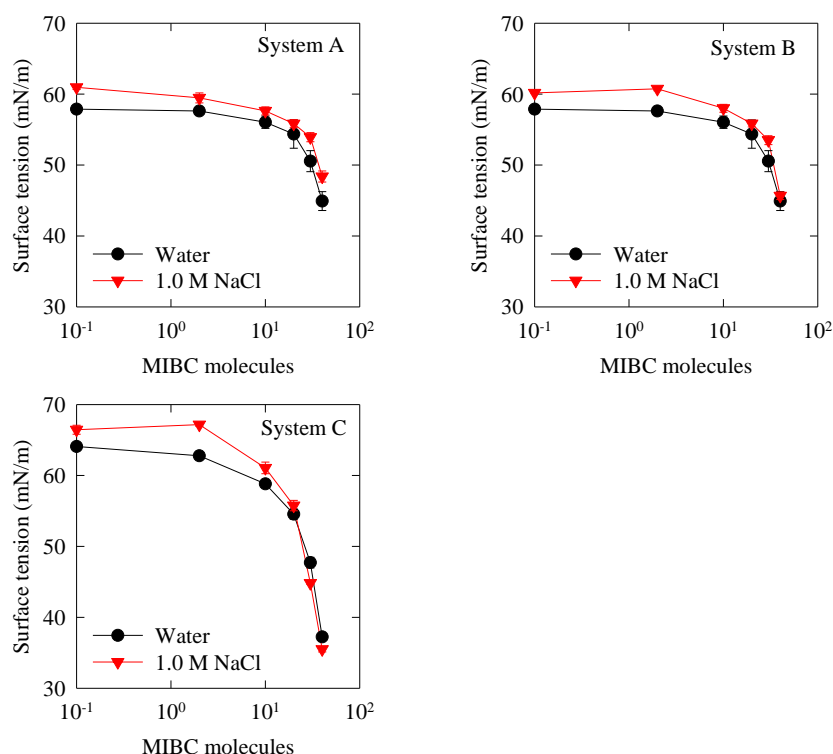 System A
Surface tension (mN/m)
70
60
50
40
30
Water
1.0 M NaCl
10⁻¹ 10⁰ 10¹ 10²
MIBC molecules
System B
Surface tension (mN/m)
70
60
50
40
30
Water
1.0 M NaCl
10⁻¹ 10⁰ 10¹ 10²
MIBC molecules
System C
Surface tension (mN/m)
70
60
50
40
30
Water
1.0 M NaCl
10⁻¹ 10⁰ 10¹ 10²
MIBC molecules